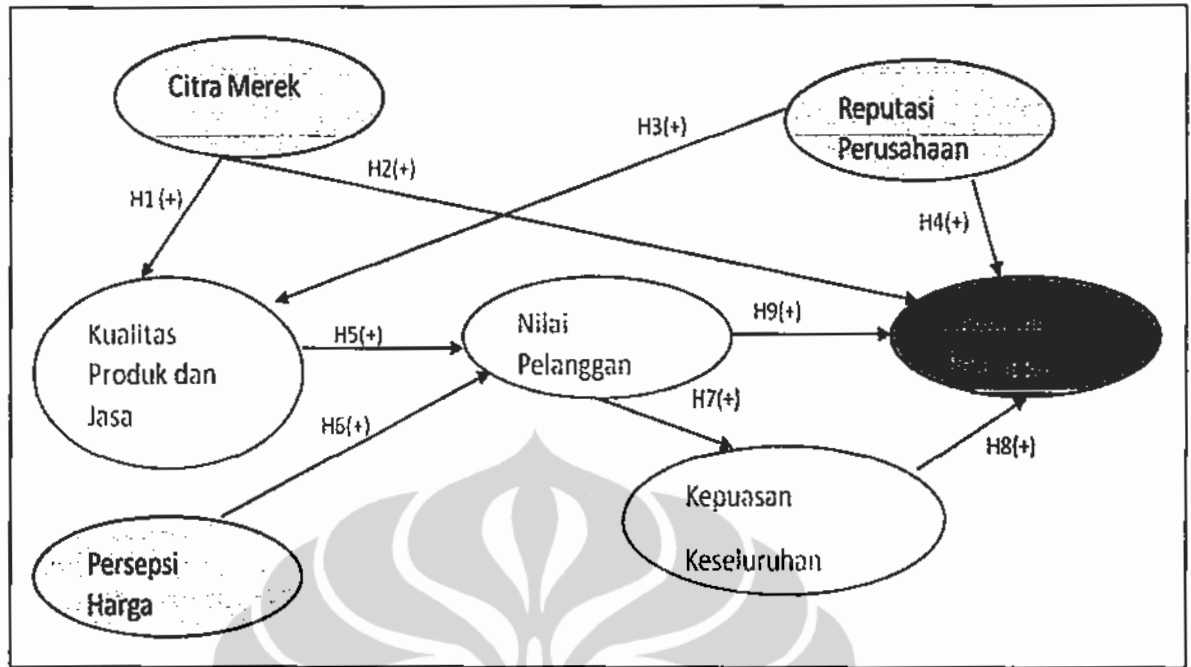 Citra Merek
Reputasi
Perusahaan
H3(+)
H2(+)
H1 (+)
H4(+)
Kualitas
Produk dan
Jasa
H5(+)
Nilai
Pelanggan
H9(+)
H7(+)
H6(+)
H8(+)
Kepuasan
Keseluruhan
Persepsi
Harga